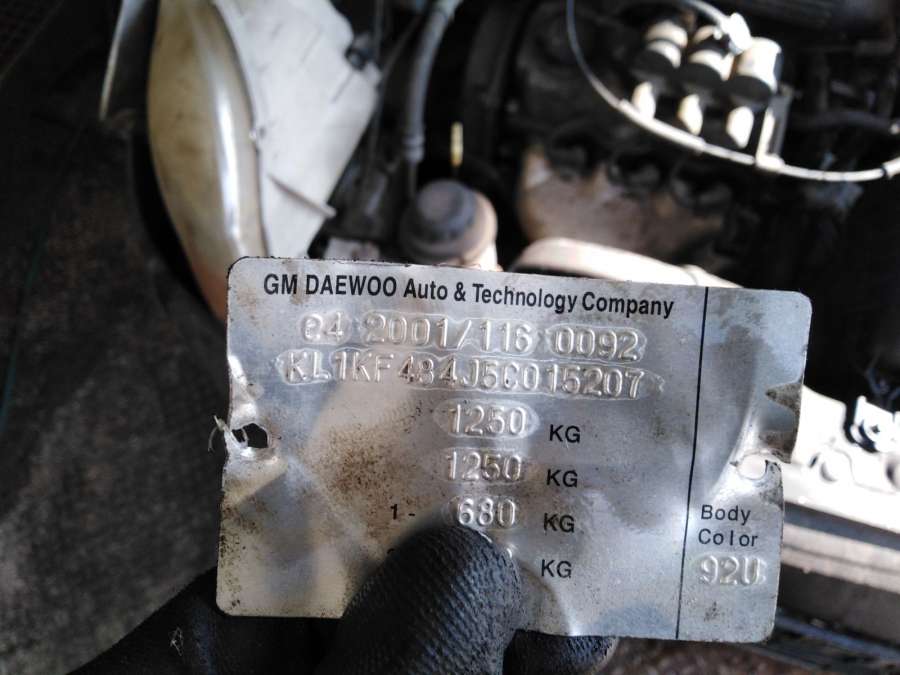 GM DAEWOO Auto & Technology Company
e4 2001/116 0092
KL1KF484J5C015207
1250 KG
1250 KG
1- 680 KG
KG
Body
Color
92U